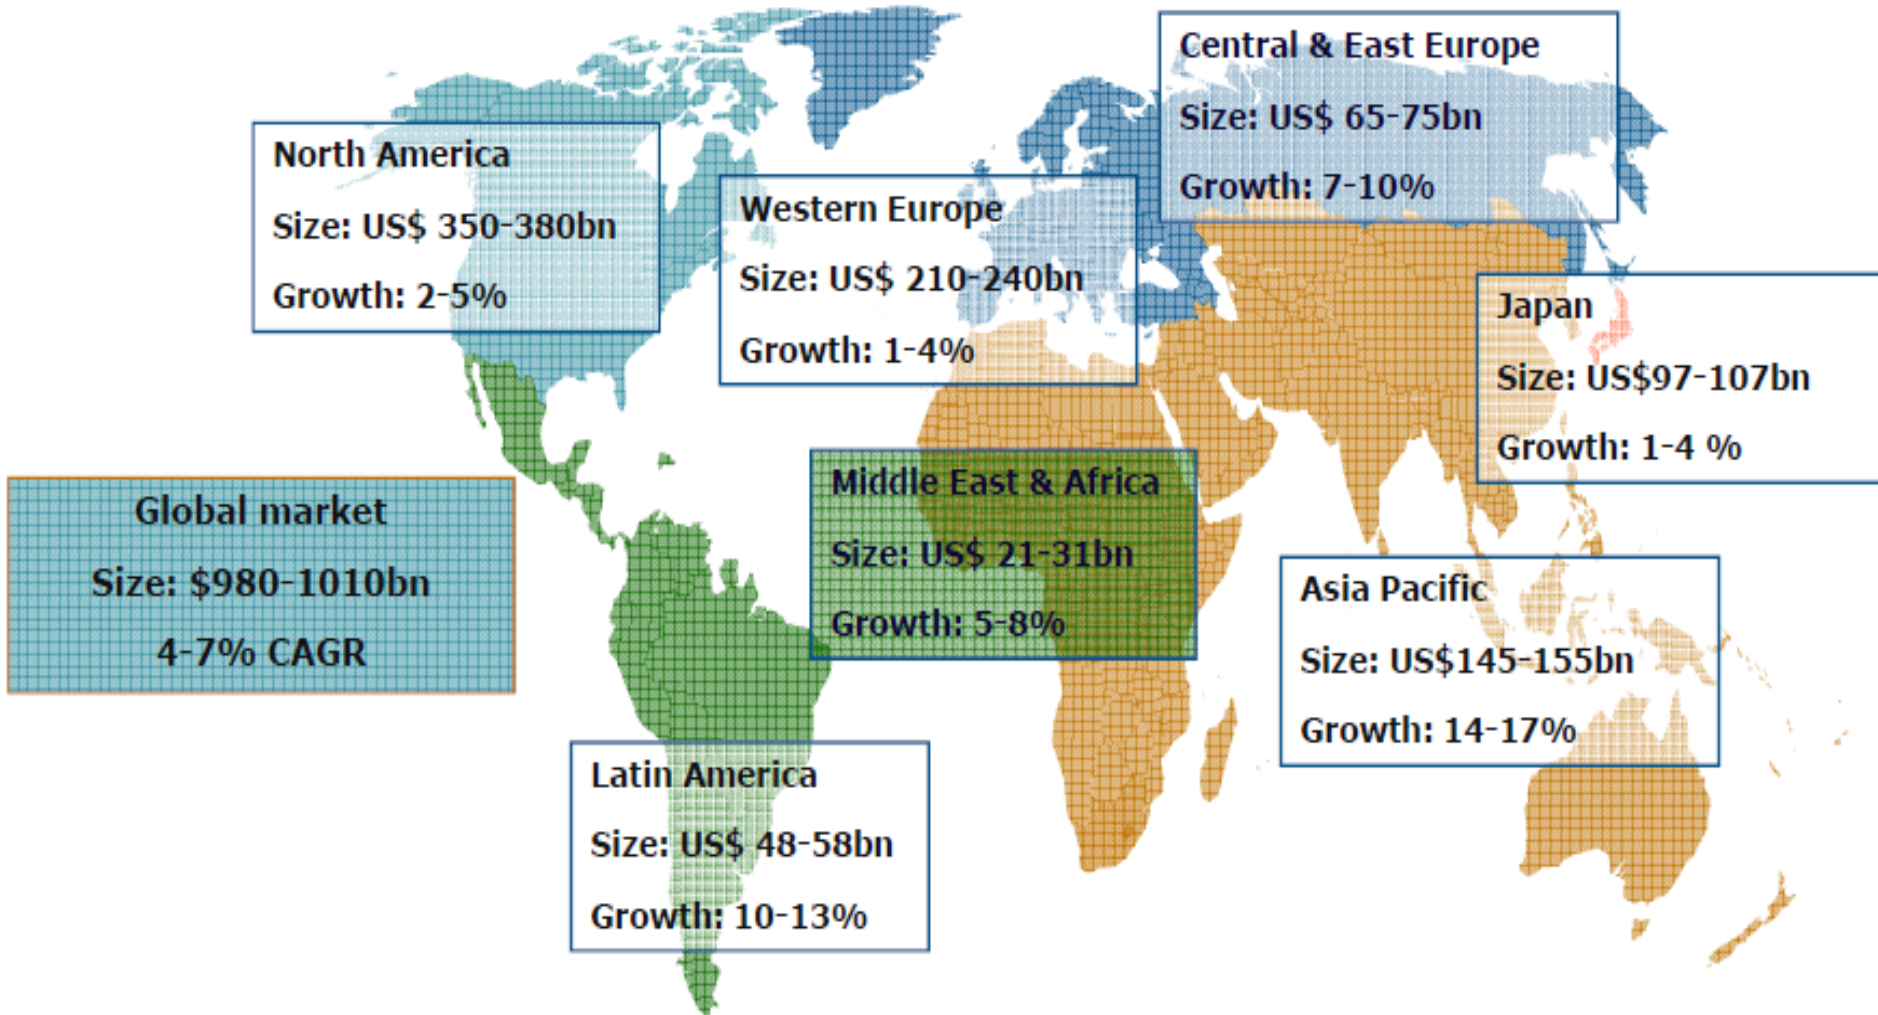 Central & East Europe
Size: US$ 65-75bn
Growth: 7-10%
North America
Size: US$ 350-380bn
Growth: 2-5%
Western Europe
Size: US$ 210-240bn
Growth: 1-4%
Japan
Size: US$97-107bn
Growth: 1-4 %
Middle East & Africa
Size: US$ 21-31bn
Growth: 5-8%
Global market
Size: $980-1010bn
4-7% CAGR
Asia Pacific
Size: US$145-155bn
Growth: 14-17%
Latin America
Size: US$ 48-58bn
Growth: 10-13%